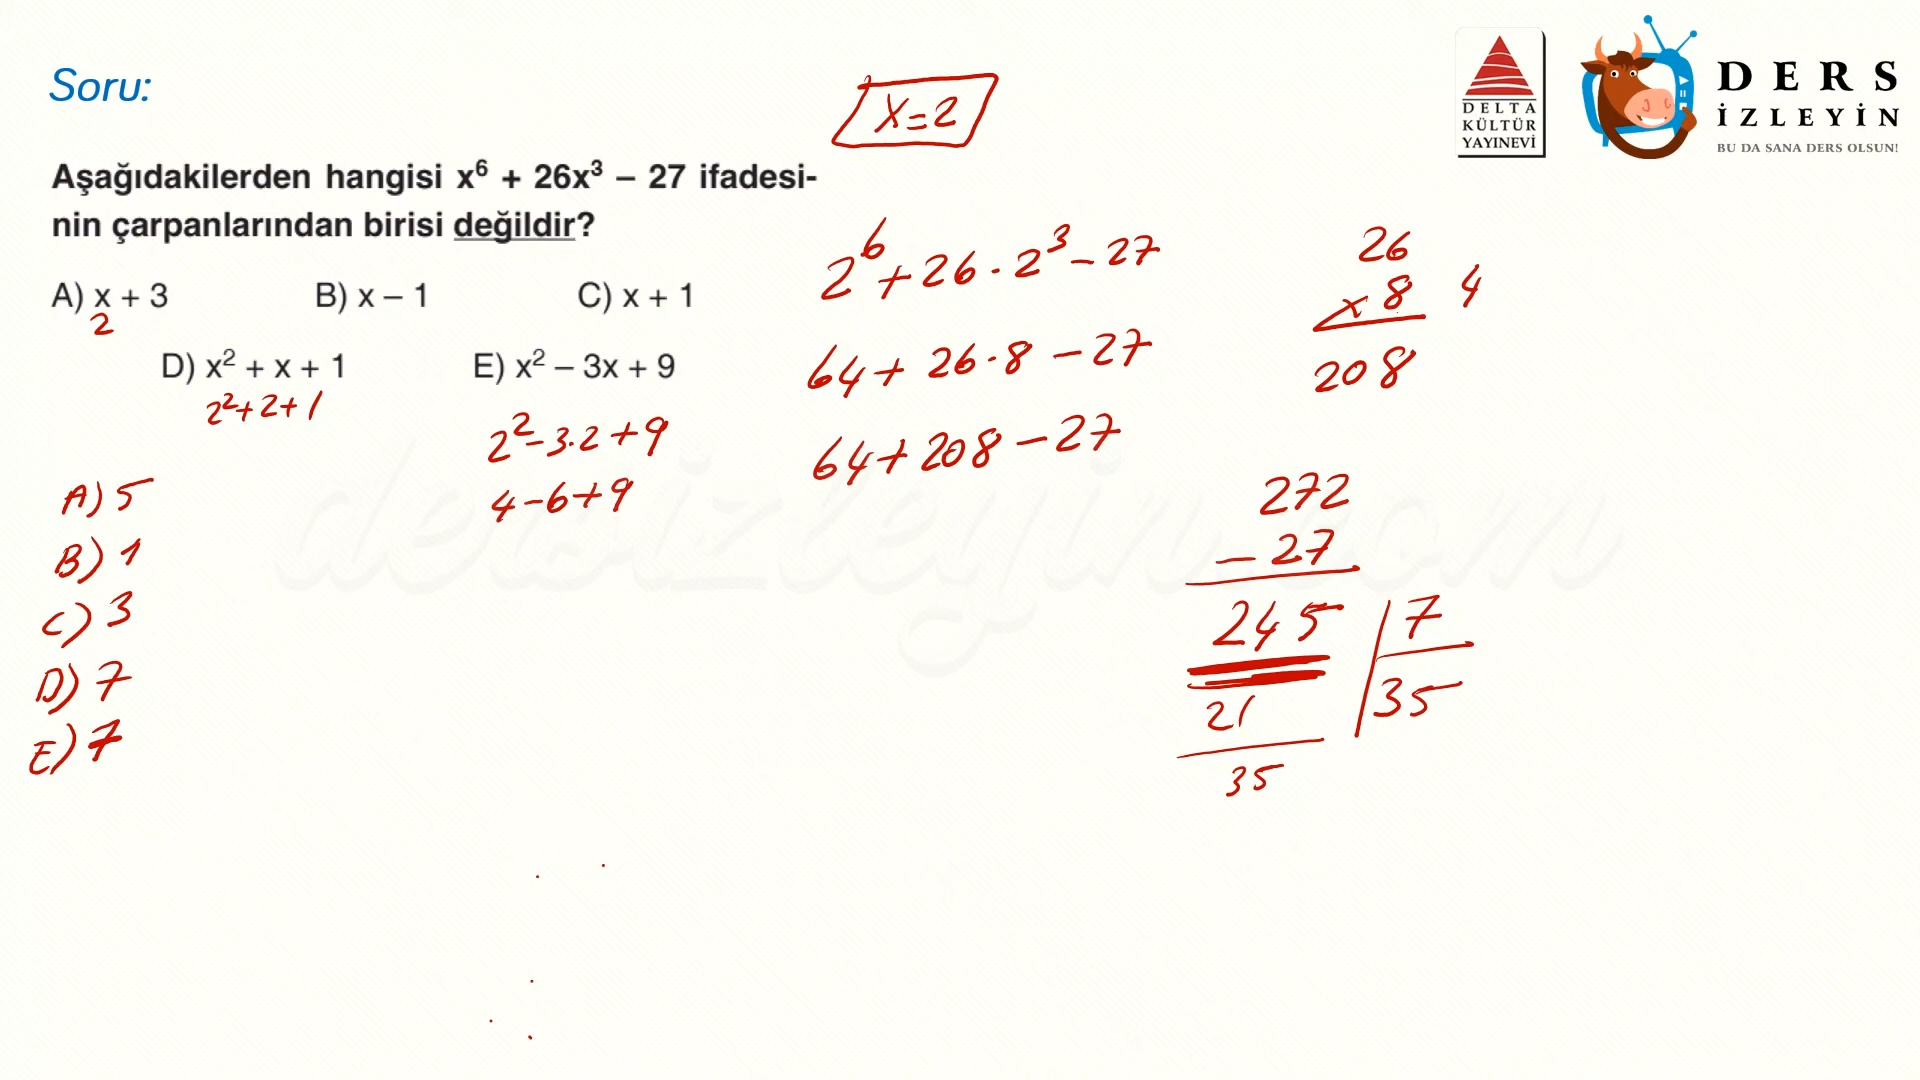 Soru:
Aşağıdakilerden hangisi x⁶ + 26x³ – 27 ifadesi-
nin çarpanlarından birisi değildir?
A) x + 3 B) x – 1 C) x + 1
2
D) x² + x + 1 E) x² – 3x + 9
2²+2+1
2²-3·2+9
4-6+9
A) 5
B) 1
C) 3
D) 7
E) 7
x=2
2⁶+26·2³-27
64+26·8-27
64+208-27
26
x 8 4
208
272
-27
245 7
21 35
35
DELTA
KÜLTÜR
YAYINEVİ
DERS
İZLEYİN
BU DA SANA DERS OLSUN!
dersizleyin.com